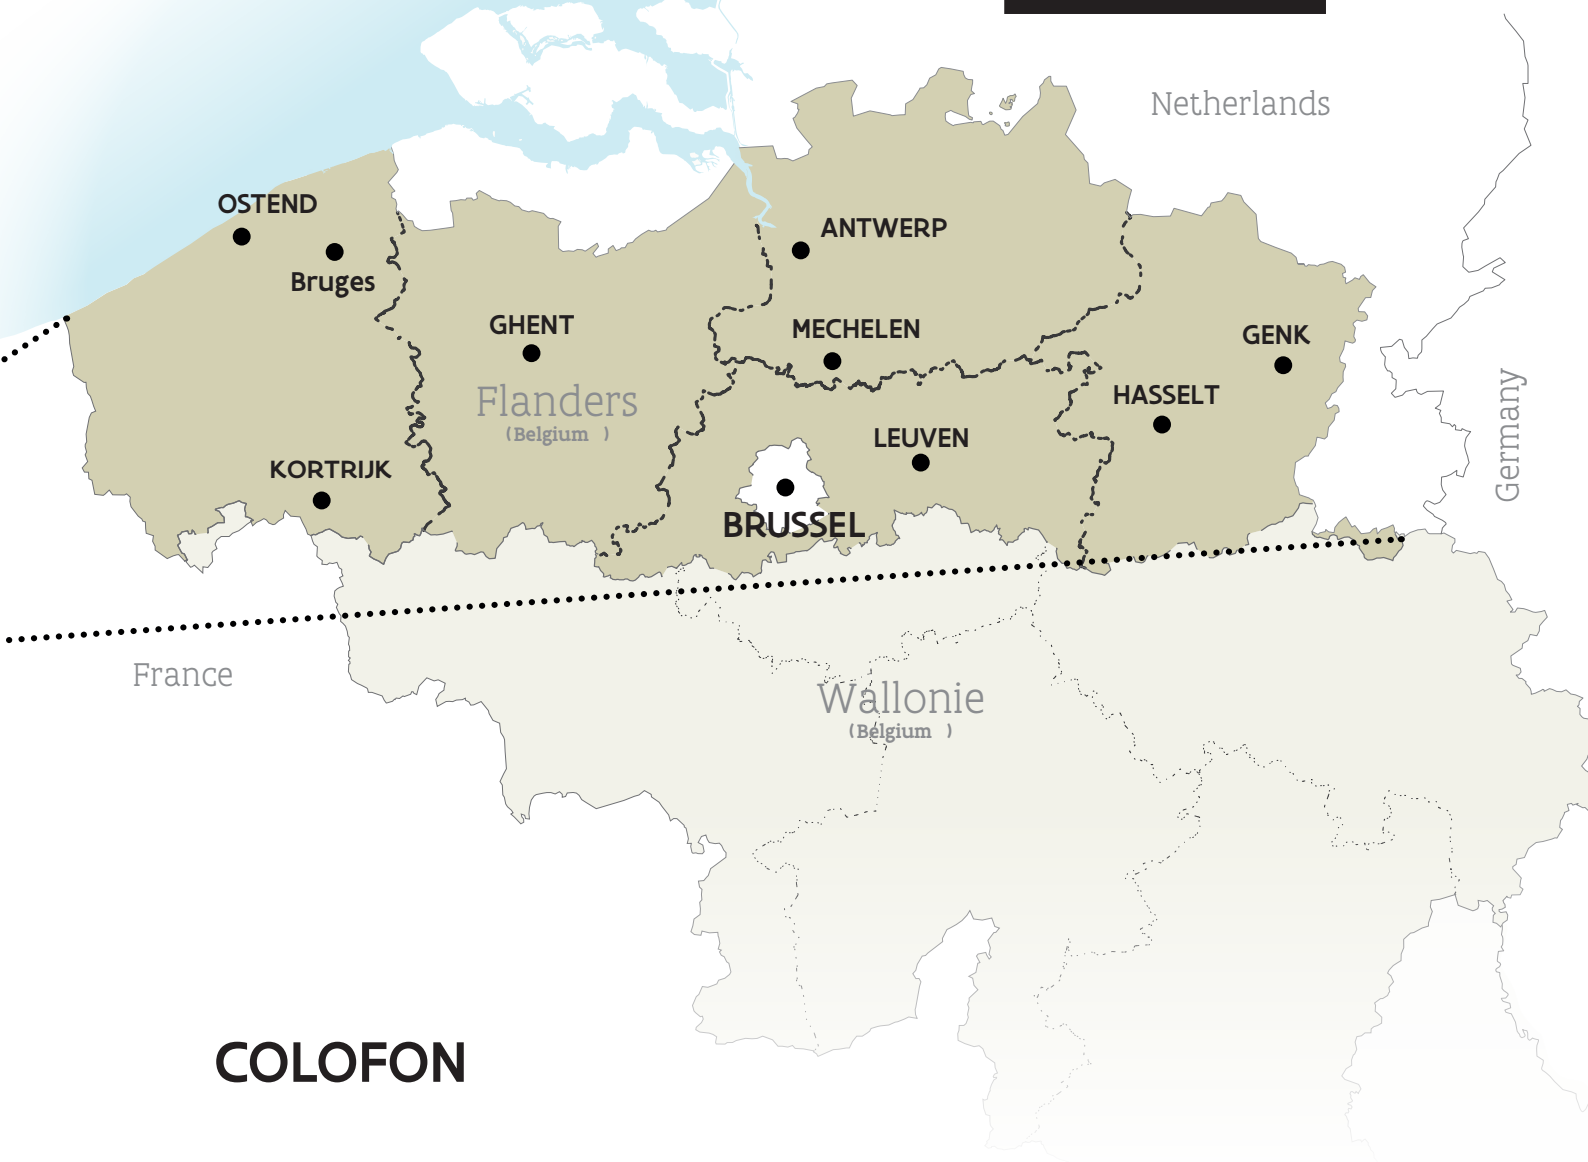 Netherlands
OSTEND
ANTWERP
Bruges
GHENT
MECHELEN
GENK
Flanders
(Belgium )
HASSELT
Germany
LEUVEN
KORTRIJK
BRUSSEL
France
Wallonie
(Belgium )
COLOFON